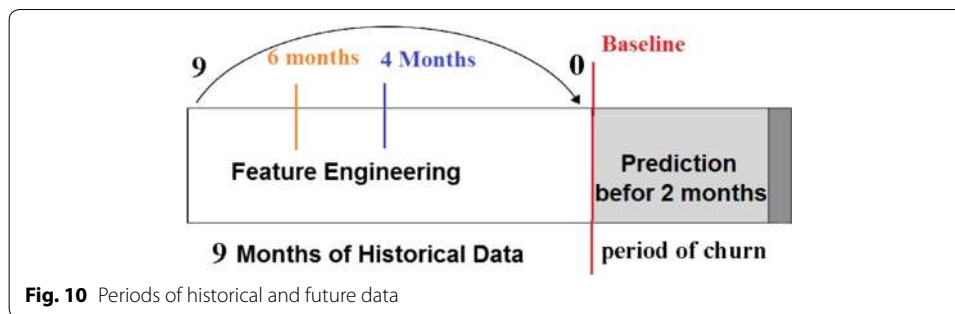 Baseline
9
6 months
4 Months
0
Feature Engineering
Prediction
befor 2 months
9 Months of Historical Data
period of churn
Fig. 10 Periods of historical and future data